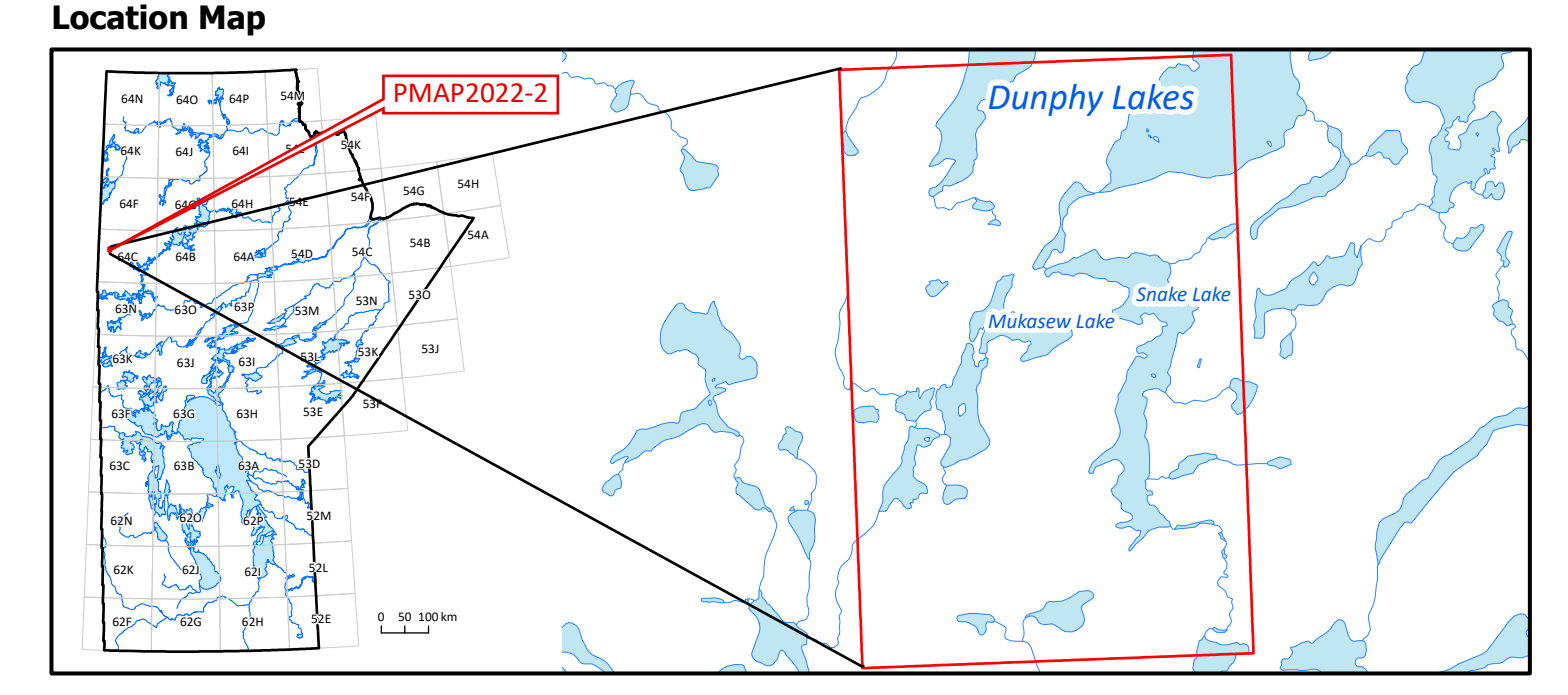 Location Map
PMAP2022-2
Dunphy Lakes
Snake Lake
Mukasew Lake
64N 64O 64P 54M
64K 64J 64I 54K
64F 64G 64H 54E 54F 54G 54H
64C 64B 64A 54D 54C 54B 54A
63N 63O 63P 53M 53N 53O
63K 63J 63I 53L 53K 53J
63F 63G 63H 53E 53F
63C 63B 63A 53D
62N 62O 62P 52M
62K 62J 62I 52L
62F 62G 62H 52E
0 50 100 km